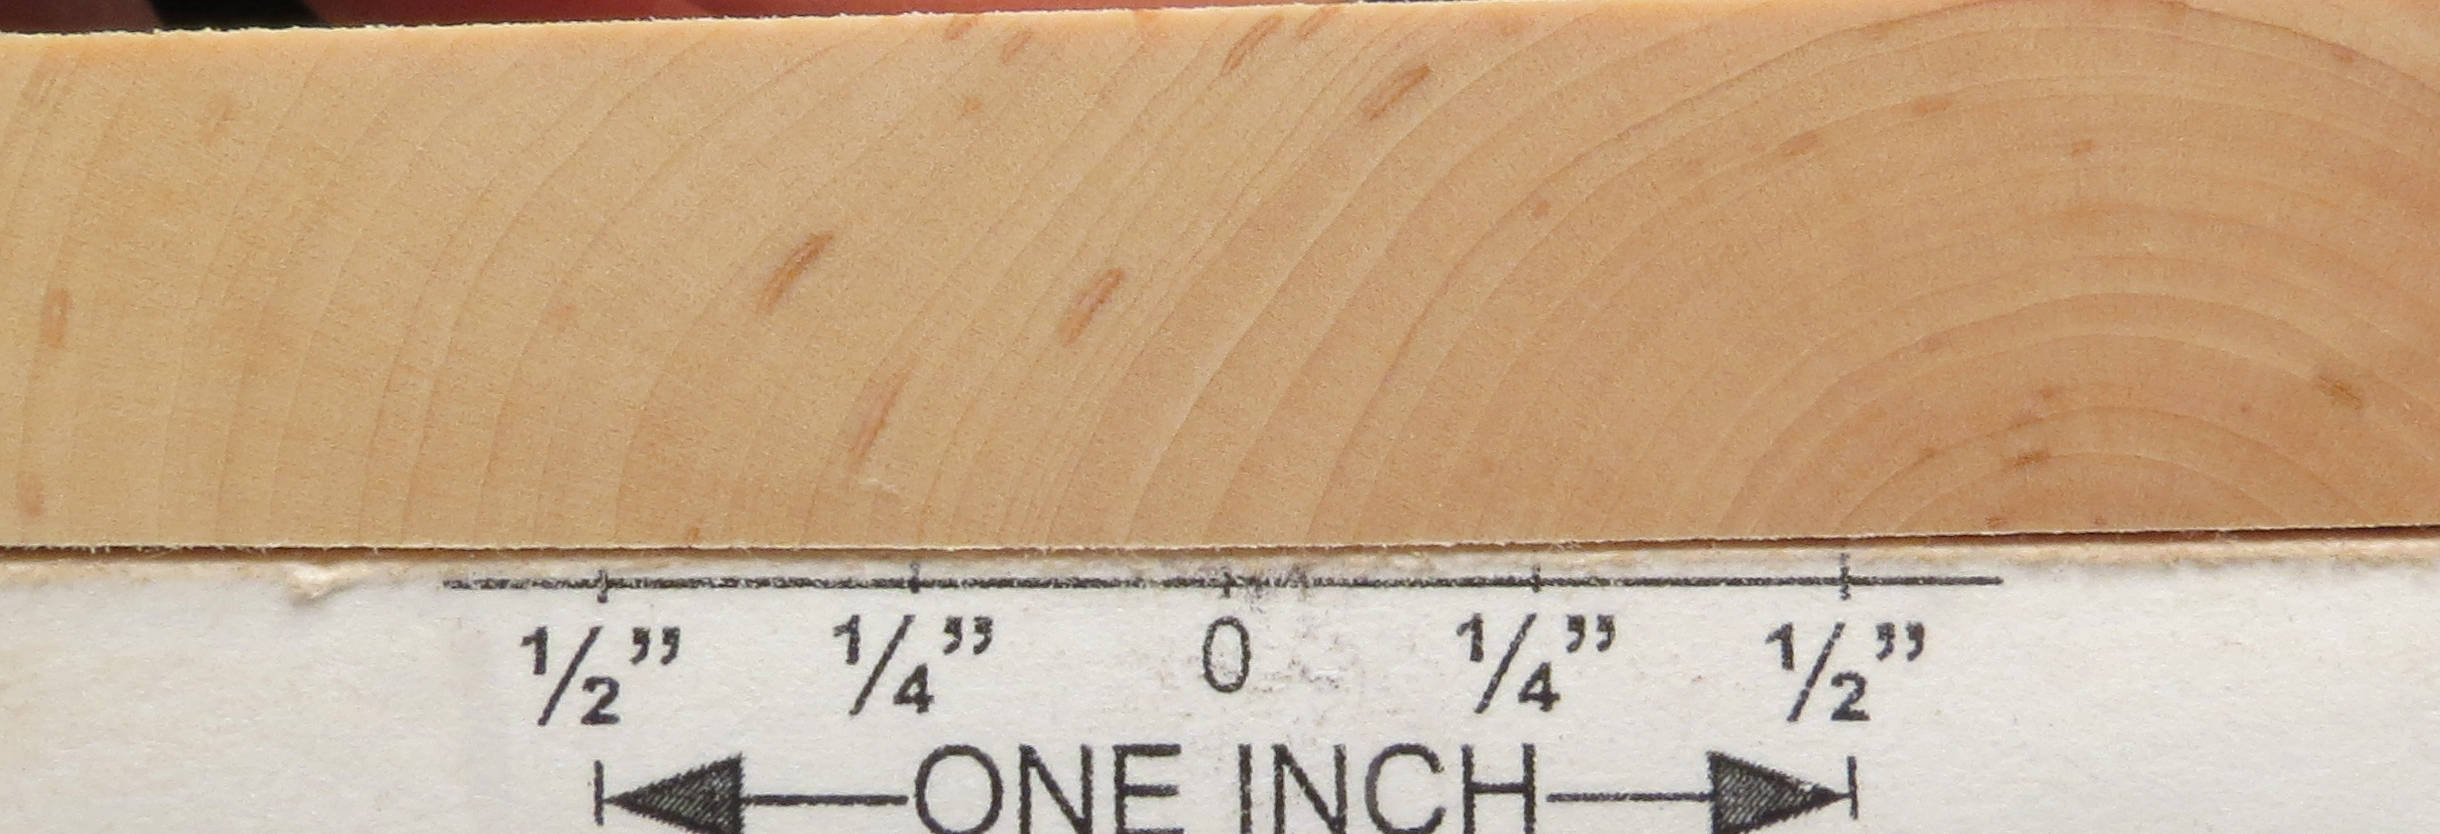 1/2” 1/4” 0 1/4” 1/2”
ONE INCH